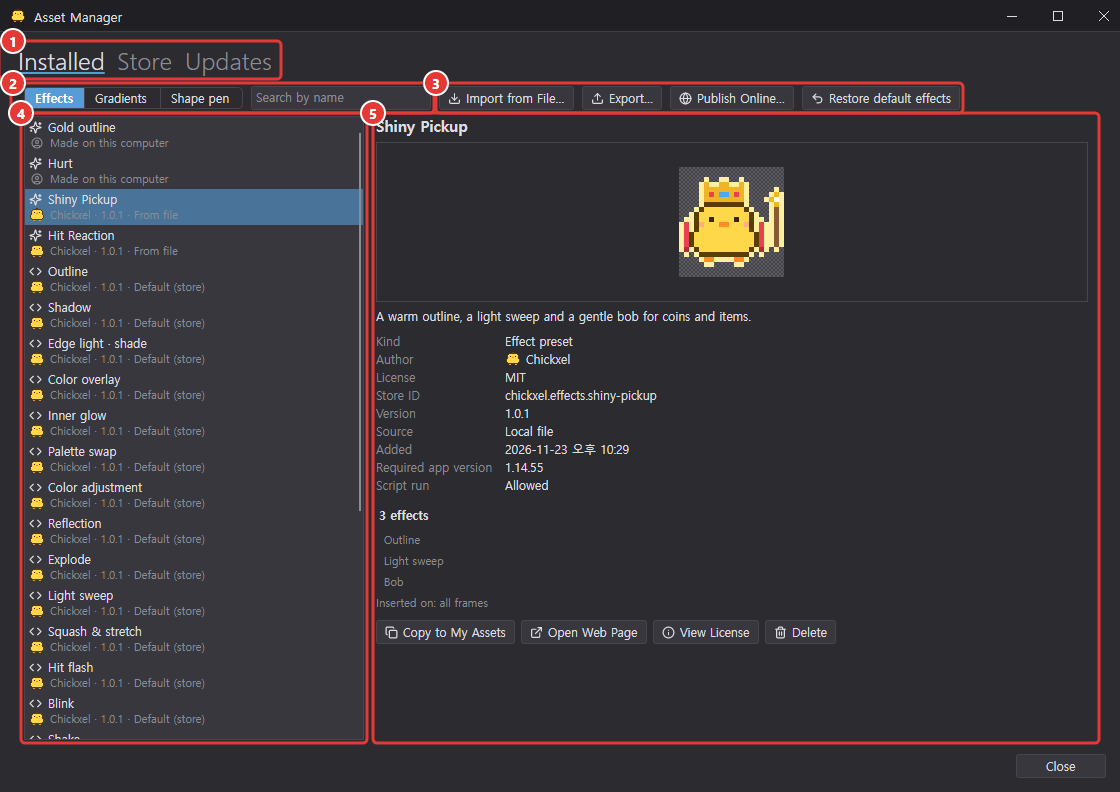 Asset Manager
1
Installed Store Updates
2
3
Effects Gradients Shape pen Search by name Import from File... Export... Publish Online... Restore default effects
4
5
Gold outline
Made on this computer
Hurt
Made on this computer
Shiny Pickup
Chickxel · 1.0.1 · From file
Hit Reaction
Chickxel · 1.0.1 · From file
Outline
Chickxel · 1.0.1 · Default (store)
Shadow
Chickxel · 1.0.1 · Default (store)
Edge light · shade
Chickxel · 1.0.1 · Default (store)
Color overlay
Chickxel · 1.0.1 · Default (store)
Inner glow
Chickxel · 1.0.1 · Default (store)
Palette swap
Chickxel · 1.0.1 · Default (store)
Color adjustment
Chickxel · 1.0.1 · Default (store)
Reflection
Chickxel · 1.0.1 · Default (store)
Explode
Chickxel · 1.0.1 · Default (store)
Light sweep
Chickxel · 1.0.1 · Default (store)
Squash & stretch
Chickxel · 1.0.1 · Default (store)
Hit flash
Chickxel · 1.0.1 · Default (store)
Blink
Chickxel · 1.0.1 · Default (store)
Shake
Shiny Pickup
A warm outline, a light sweep and a gentle bob for coins and items.
Kind Effect preset
Author Chickxel
License MIT
Store ID chickxel.effects.shiny-pickup
Version 1.0.1
Source Local file
Added 2026-11-23 오후 10:29
Required app version 1.14.55
Script run Allowed
3 effects
Outline
Light sweep
Bob
Inserted on: all frames
Copy to My Assets Open Web Page View License Delete
Close